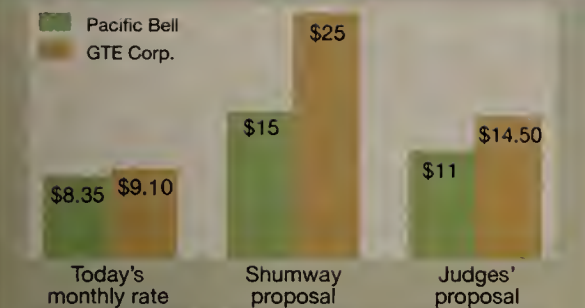 Pacific Bell
GTE Corp.
$25
$15
$14.50
$11
$8.35 $9.10
Today's
monthly rate
Shumway
proposal
Judges'
proposal